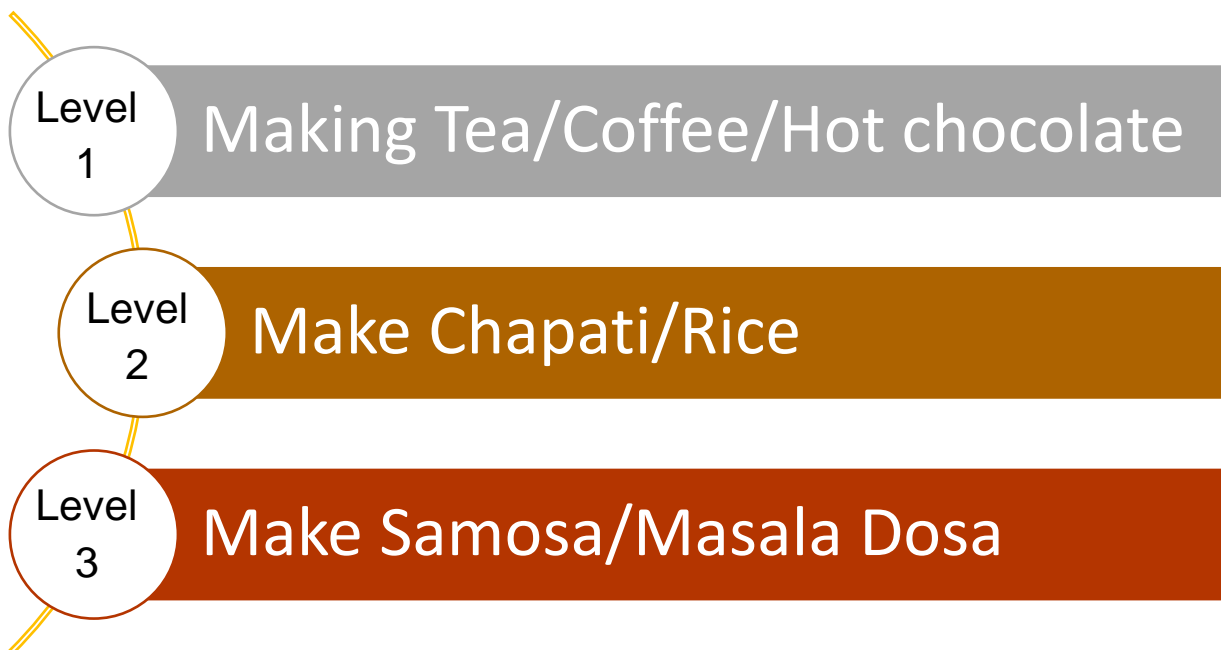 Level
1
Making Tea/Coffee/Hot chocolate
Level
2
Make Chapati/Rice
Level
3
Make Samosa/Masala Dosa